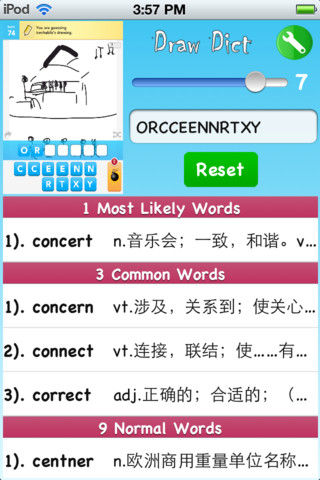 iPod 3:57 PM
74
You are guessing
Draw Dict
7
OR
CCEENN
RTXY
ORCCEENNRTXY
Reset
1 Most Likely Words
1). concert n.音乐会；一致，和谐。v...
3 Common Words
1). concern vt.涉及，关系到；使关心...
2). connect vt.连接，联结；使……有...
3). correct adj.正确的；合适的；（...
9 Normal Words
1). centner n.欧洲商用重量单位名称...